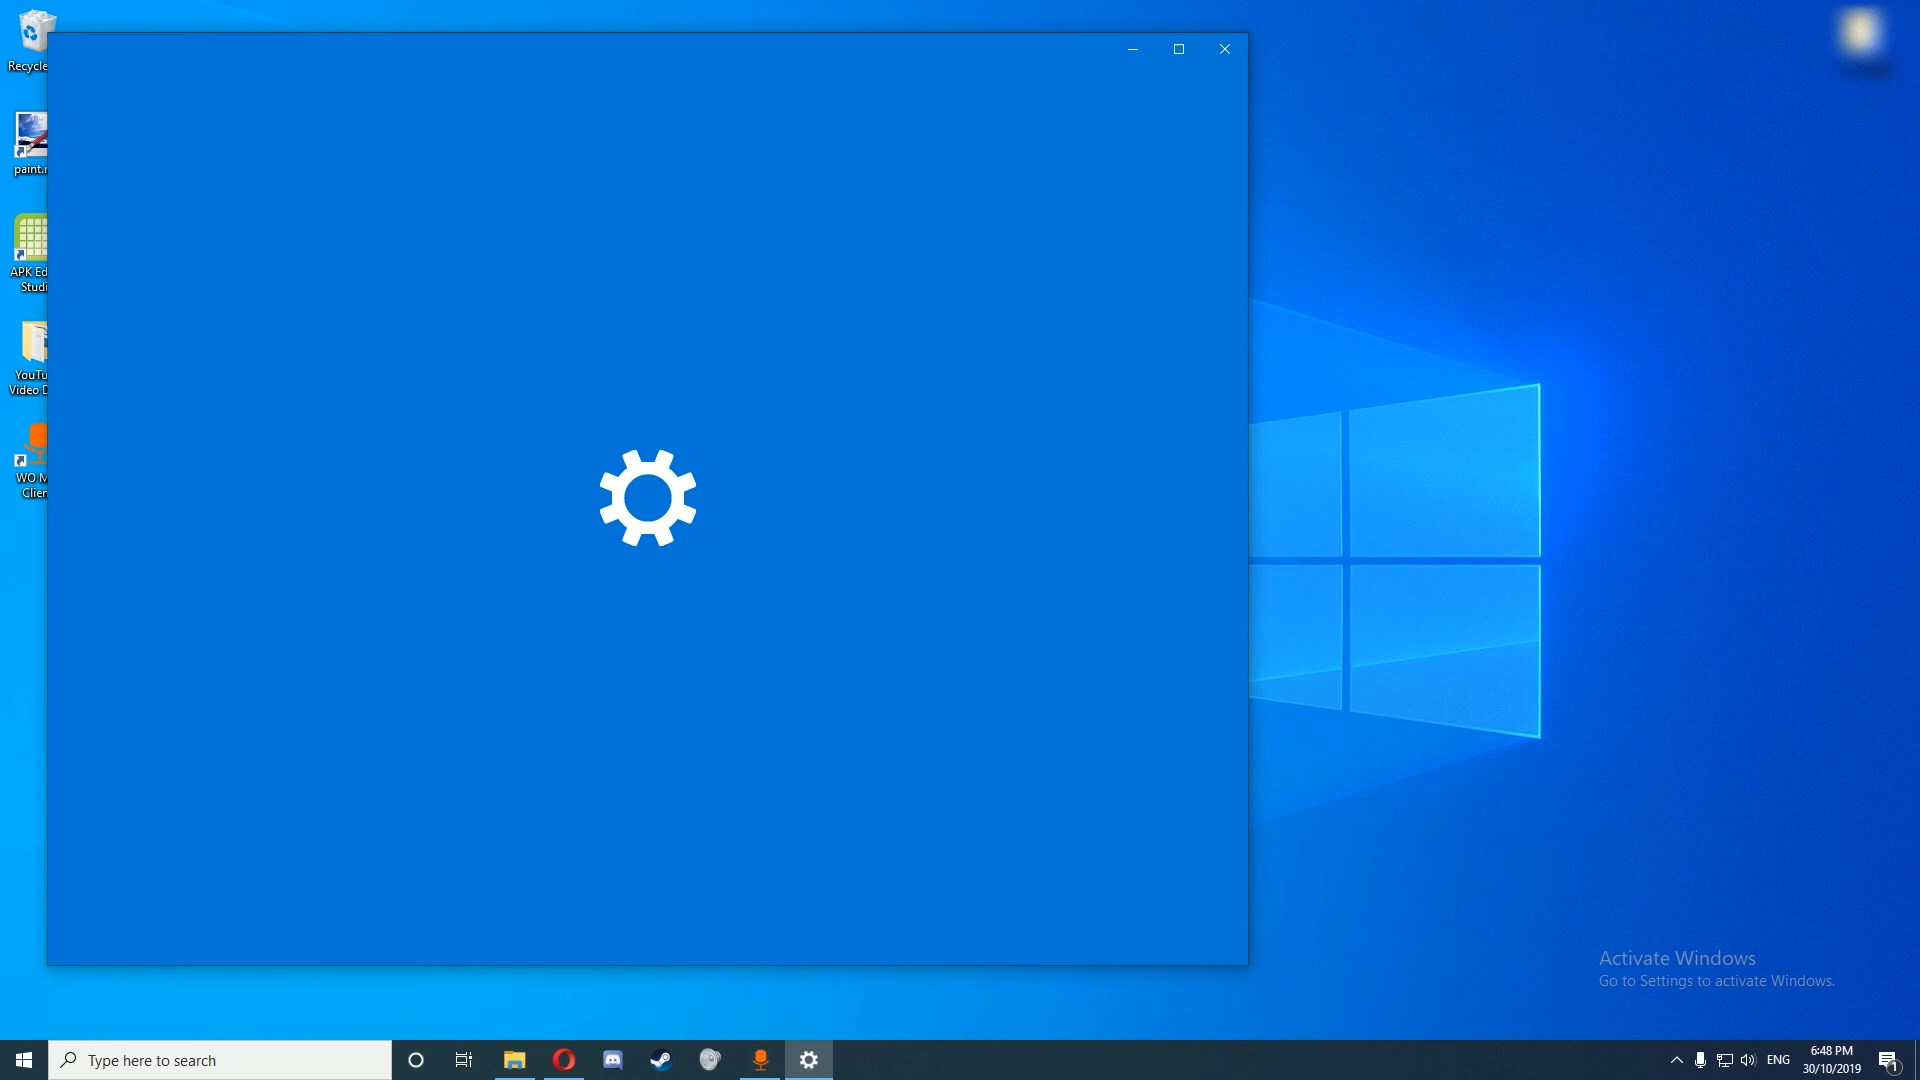 Recycle
paint.n
APK Ed
Studi
YouTu
Video D
WO M
Clien
Activate Windows
Go to Settings to activate Windows.
Type here to search
ENG
6:48 PM
30/10/2019
1